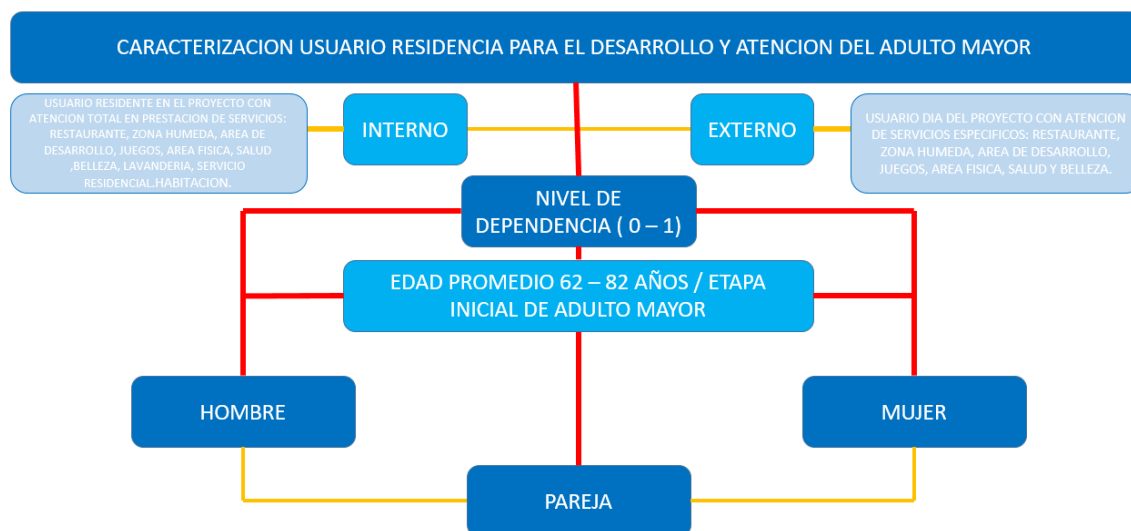 CARACTERIZACION USUARIO RESIDENCIA PARA EL DESARROLLO Y ATENCION DEL ADULTO MAYOR
USUARIO RESIDENTE EN EL PROYECTO CON
ATENCION TOTAL EN PRESTACION DE SERVICIOS:
RESTAURANTE, ZONA HUMEDA, AREA DE
DESARROLLO, JUEGOS, AREA FISICA, SALUD
,BELLEZA, LAVANDERIA, SERVICIO
RESIDENCIAL.HABITACION.
INTERNO
EXTERNO
USUARIO DIA DEL PROYECTO CON ATENCION
DE SERVICIOS ESPECIFICOS: RESTAURANTE,
ZONA HUMEDA, AREA DE DESARROLLO,
JUEGOS, AREA FISICA, SALUD Y BELLEZA.
NIVEL DE
DEPENDENCIA ( 0 – 1)
EDAD PROMEDIO 62 – 82 AÑOS / ETAPA
INICIAL DE ADULTO MAYOR
HOMBRE
MUJER
PAREJA